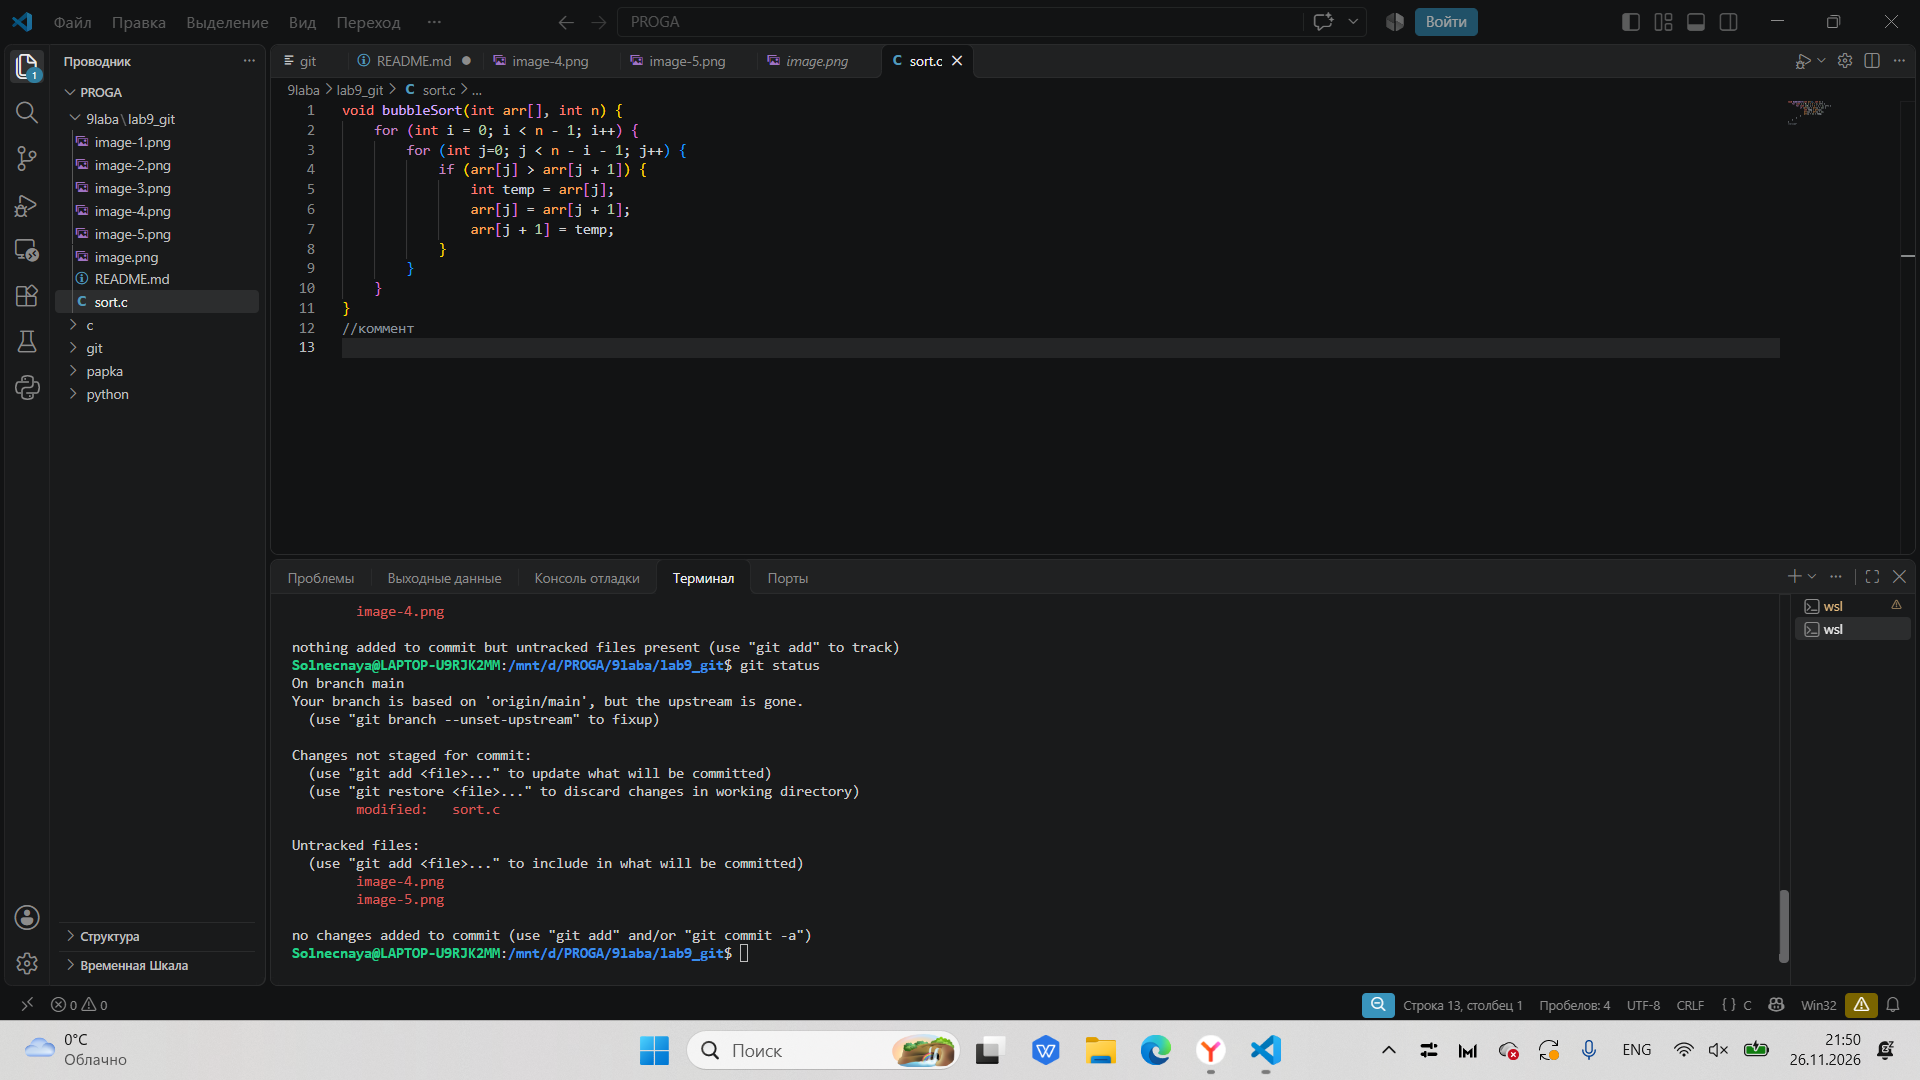 Файл Правка Выделение Вид Переход ··· PROGA Войти
Проводник ···
PROGA
9laba\lab9_git
image-1.png
image-2.png
image-3.png
image-4.png
image-5.png
image.png
README.md
C sort.c
c
git
papka
python
Структура
Временная Шкала
git README.md image-4.png image-5.png image.png C sort.c
9laba > lab9_git > C sort.c > ...
1 void bubbleSort(int arr[], int n) {
2 for (int i = 0; i < n - 1; i++) {
3 for (int j=0; j < n - i - 1; j++) {
4 if (arr[j] > arr[j + 1]) {
5 int temp = arr[j];
6 arr[j] = arr[j + 1];
7 arr[j + 1] = temp;
8 }
9 }
10 }
11 }
12 //коммент
13
Проблемы Выходные данные Консоль отладки Терминал Порты
image-4.png
nothing added to commit but untracked files present (use "git add" to track)
Solnecnaya@LAPTOP-U9RJK2MM:/mnt/d/PROGA/9laba/lab9_git$ git status
On branch main
Your branch is based on 'origin/main', but the upstream is gone.
(use "git branch --unset-upstream" to fixup)
Changes not staged for commit:
(use "git add <file>..." to update what will be committed)
(use "git restore <file>..." to discard changes in working directory)
modified: sort.c
Untracked files:
(use "git add <file>..." to include in what will be committed)
image-4.png
image-5.png
no changes added to commit (use "git add" and/or "git commit -a")
Solnecnaya@LAPTOP-U9RJK2MM:/mnt/d/PROGA/9laba/lab9_git$
wsl
wsl
1
0 0 Строка 13, столбец 1 Пробелов: 4 UTF-8 CRLF { } C Win32
0°C
Облачно
Поиск
ENG
21:50
26.11.2026